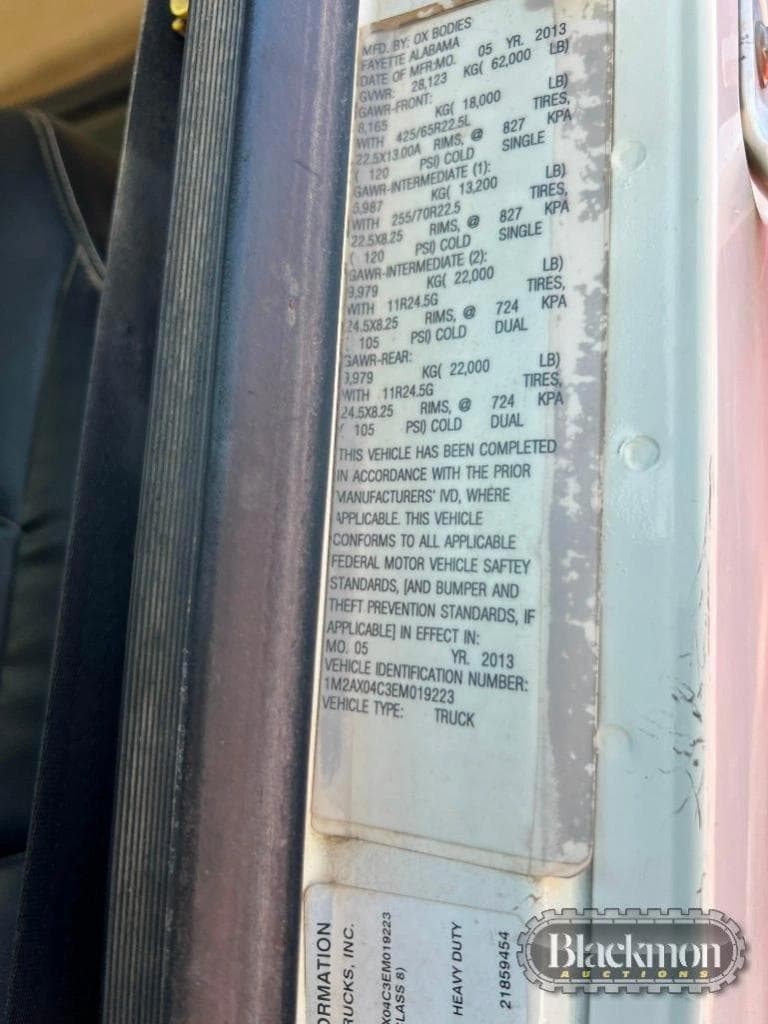 MFD. BY: OX BODIES
FAYETTE ALABAMA
DATE OF MFR:MO. 05 YR. 2013
GVWR: 28,123 KG( 62,000 LB)
GAWR-FRONT:
8,165 KG( 18,000 LB)
WITH 425/65R22.5L TIRES,
22.5X13.00A RIMS, @ 827 KPA
( 120 PSI) COLD SINGLE
GAWR-INTERMEDIATE (1):
5,987 KG( 13,200 LB)
WITH 255/70R22.5 TIRES,
22.5X8.25 RIMS, @ 827 KPA
( 120 PSI) COLD SINGLE
GAWR-INTERMEDIATE (2):
9,979 KG( 22,000 LB)
WITH 11R24.5G TIRES,
24.5X8.25 RIMS, @ 724 KPA
( 105 PSI) COLD DUAL
GAWR-REAR:
9,979 KG( 22,000 LB)
WITH 11R24.5G TIRES,
24.5X8.25 RIMS, @ 724 KPA
( 105 PSI) COLD DUAL
THIS VEHICLE HAS BEEN COMPLETED
IN ACCORDANCE WITH THE PRIOR
MANUFACTURERS' IVD, WHERE
APPLICABLE. THIS VEHICLE
CONFORMS TO ALL APPLICABLE
FEDERAL MOTOR VEHICLE SAFTEY
STANDARDS, [AND BUMPER AND
THEFT PREVENTION STANDARDS, IF
APPLICABLE] IN EFFECT IN:
MO. 05 YR. 2013
VEHICLE IDENTIFICATION NUMBER:
1M2AX04C3EM019223
VEHICLE TYPE: TRUCK
ORMATION
RUCKS, INC.
X04C3EM019223
CLASS 8)
HEAVY DUTY
21859454
Blackmon
AUCTIONS